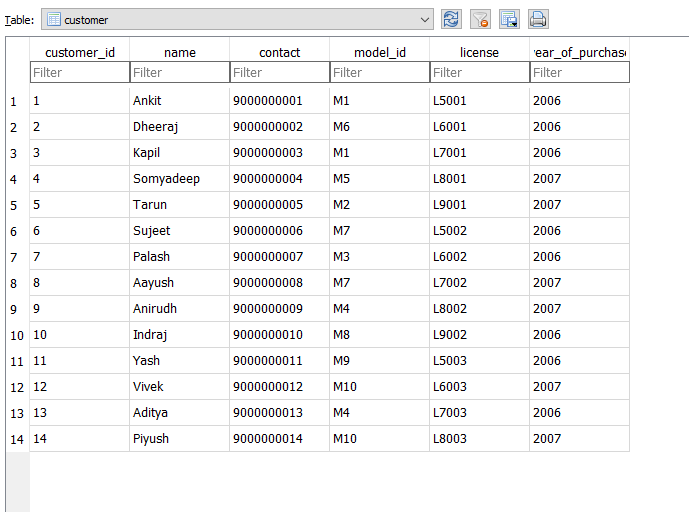 Table: customer
customer_id name contact model_id license year_of_purchase
Filter Filter Filter Filter Filter Filter
1 1 Ankit 9000000001 M1 L5001 2006
2 2 Dheeraj 9000000002 M6 L6001 2006
3 3 Kapil 9000000003 M1 L7001 2006
4 4 Somyadeep 9000000004 M5 L8001 2007
5 5 Tarun 9000000005 M2 L9001 2007
6 6 Sujeet 9000000006 M7 L5002 2006
7 7 Palash 9000000007 M3 L6002 2006
8 8 Aayush 9000000008 M7 L7002 2007
9 9 Anirudh 9000000009 M4 L8002 2007
10 10 Indraj 9000000010 M8 L9002 2006
11 11 Yash 9000000011 M9 L5003 2006
12 12 Vivek 9000000012 M10 L6003 2007
13 13 Aditya 9000000013 M4 L7003 2006
14 14 Piyush 9000000014 M10 L8003 2007